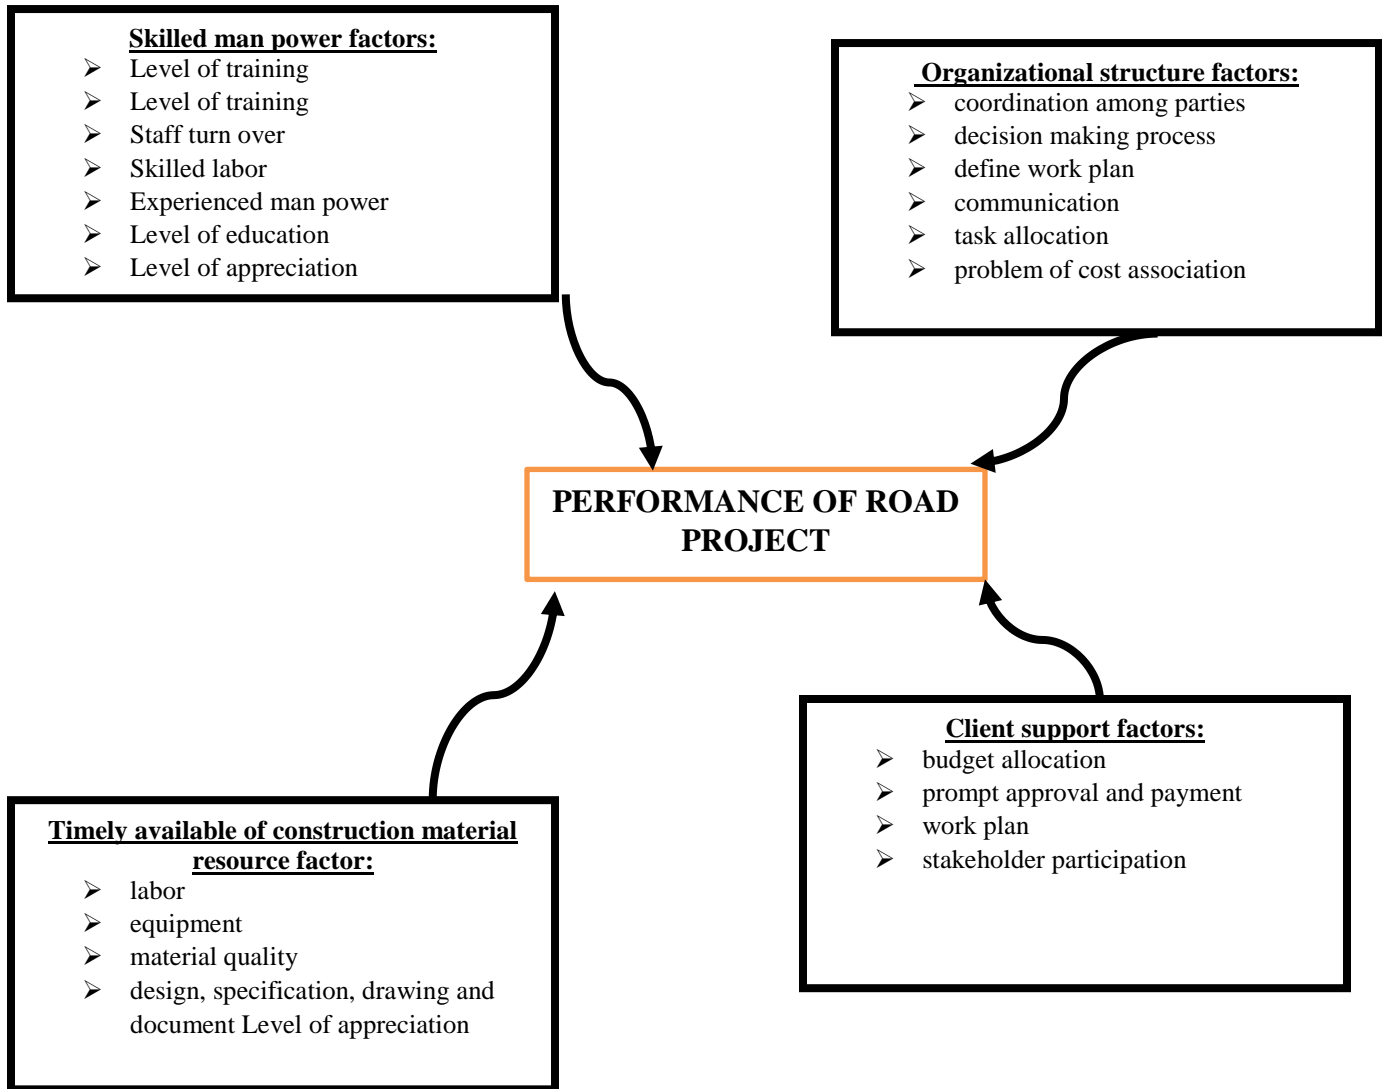 Skilled man power factors:
➢ Level of training
➢ Level of training
➢ Staff turn over
➢ Skilled labor
➢ Experienced man power
➢ Level of education
➢ Level of appreciation
Organizational structure factors:
➢ coordination among parties
➢ decision making process
➢ define work plan
➢ communication
➢ task allocation
➢ problem of cost association
PERFORMANCE OF ROAD
PROJECT
Timely available of construction material
resource factor:
➢ labor
➢ equipment
➢ material quality
➢ design, specification, drawing and
document Level of appreciation
Client support factors:
➢ budget allocation
➢ prompt approval and payment
➢ work plan
➢ stakeholder participation